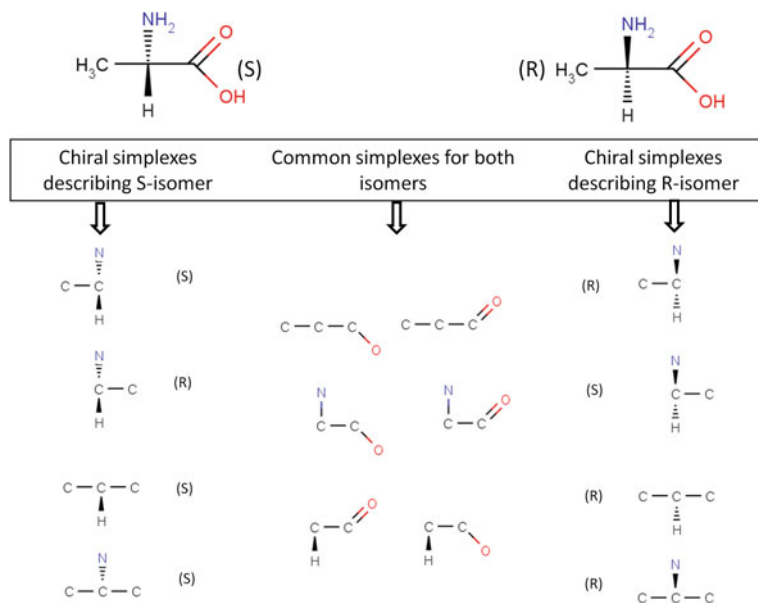 NH₂ O
H₃C (S)
H OH
NH₂ O
(R) H₃C
H OH
Chiral simplexes
describing S-isomer
Common simplexes for both
isomers
Chiral simplexes
describing R-isomer
N
C C (S)
H
N
C C (R)
H
C C C (S)
H
N
C C C (S)
O
C C C C C C
O
N N O
C C C C
O
O
C C C C
H H O
N
(R) C C
H
N
(S) C C
H
(R) C C C
H
N
(R) C C C